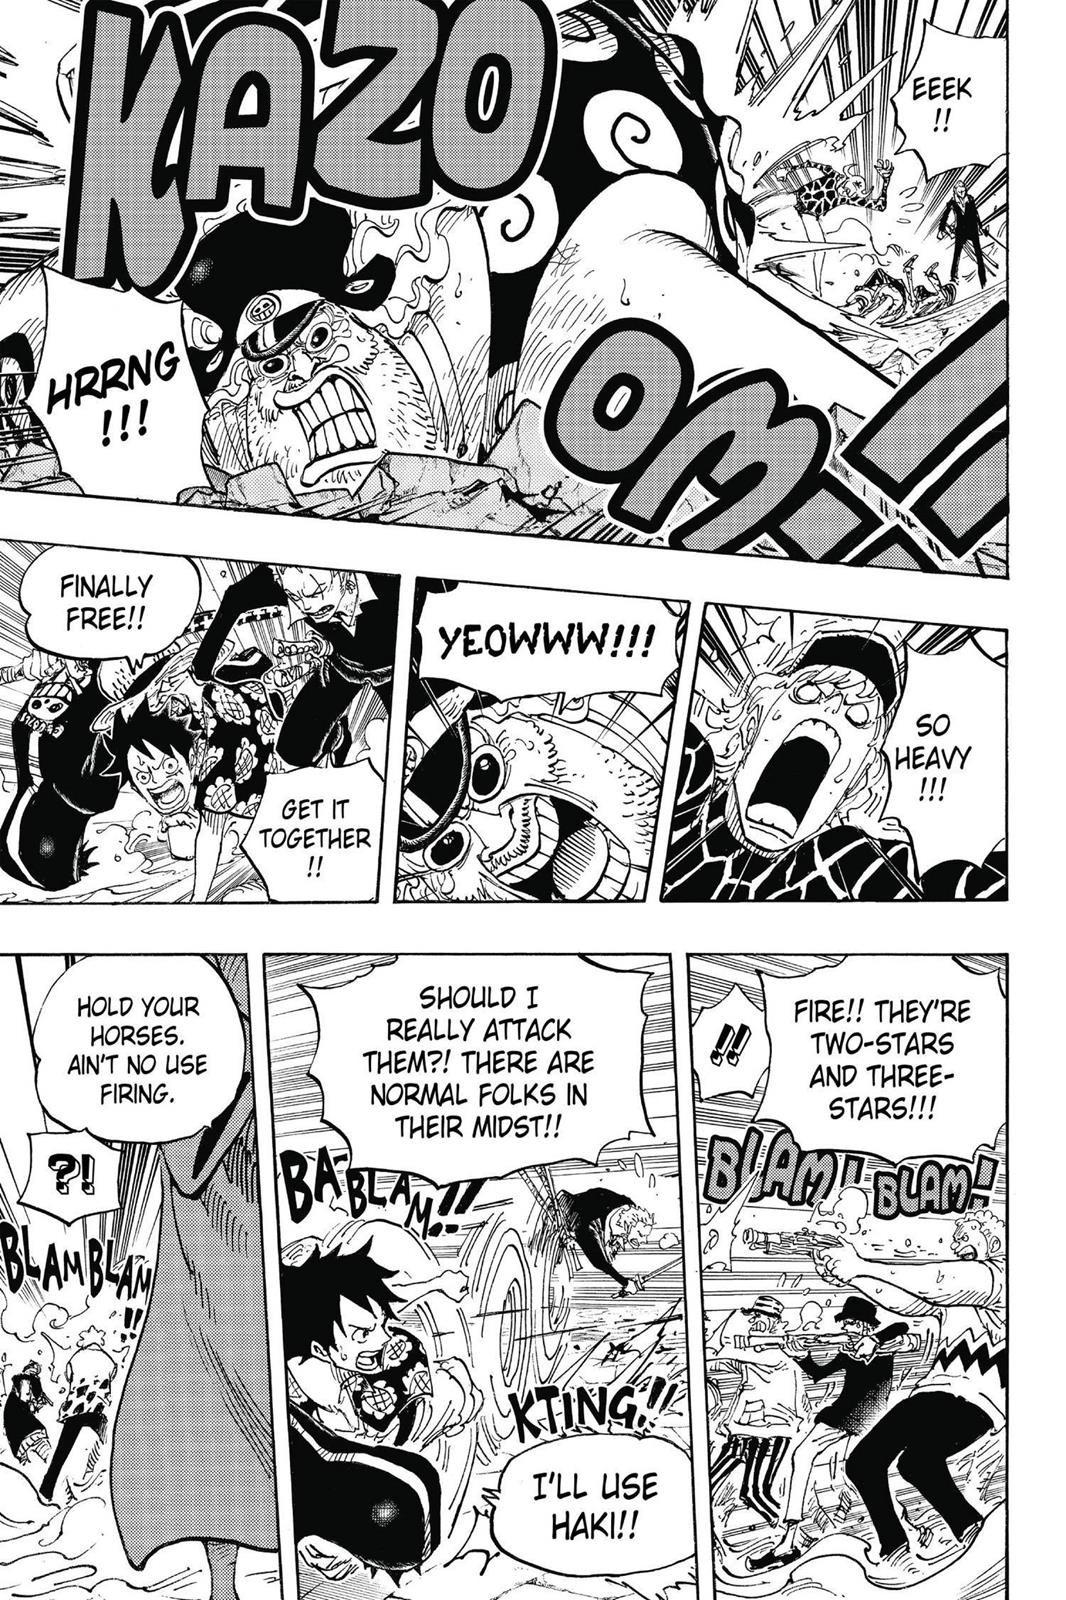 EEEK
!!
KAZO
OM!!
HRRNG
!!!
SO
HEAVY
!!!
YEOWWW!!!
FINALLY
FREE!!
GET IT
TOGETHER
!!
FIRE!! THEY'RE
TWO-STARS
AND THREE-
STARS!!!
!!
BLAM! BLAM!
SHOULD I
REALLY ATTACK
THEM?! THERE ARE
NORMAL FOLKS IN
THEIR MIDST!!
BA-BLAM!!
KTING!!
I'LL USE
HAKI!!
HOLD YOUR
HORSES.
AIN'T NO USE
FIRING.
?!
BLAM BLAM
!!